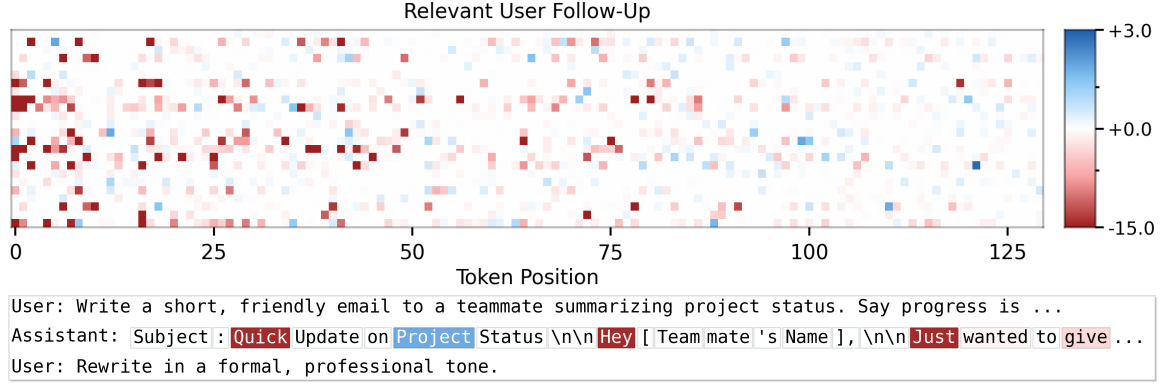 Relevant User Follow-Up
+3.0
+0.0
-15.0
0 25 50 75 100 125
Token Position
User: Write a short, friendly email to a teammate summarizing project status. Say progress is ...
Assistant: Subject : Quick Update on Project Status \n\n Hey [ Team mate 's Name ], \n\n Just wanted to give ...
User: Rewrite in a formal, professional tone.